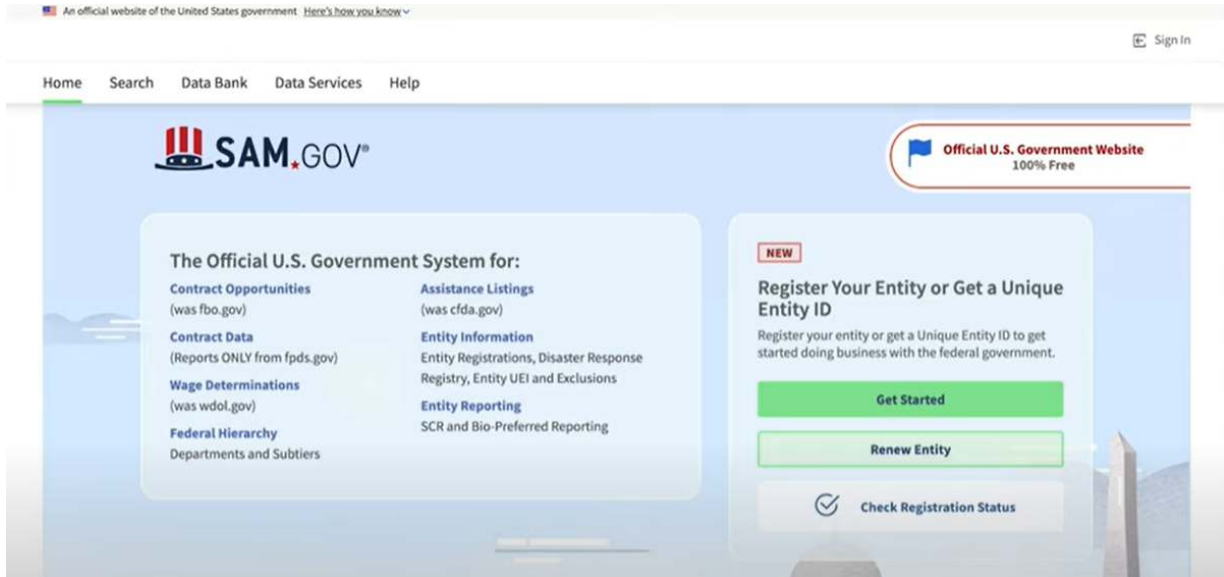 An official website of the United States government Here's how you know
Sign In
Home Search Data Bank Data Services Help
SAM.GOV®
Official U.S. Government Website
100% Free
The Official U.S. Government System for:
Contract Opportunities
(was fbo.gov)
Contract Data
(Reports ONLY from fpds.gov)
Wage Determinations
(was wdol.gov)
Federal Hierarchy
Departments and Subtiers
Assistance Listings
(was cfda.gov)
Entity Information
Entity Registrations, Disaster Response
Registry, Entity UEI and Exclusions
Entity Reporting
SCR and Bio-Preferred Reporting
NEW
Register Your Entity or Get a Unique
Entity ID
Register your entity or get a Unique Entity ID to get
started doing business with the federal government.
Get Started
Renew Entity
Check Registration Status